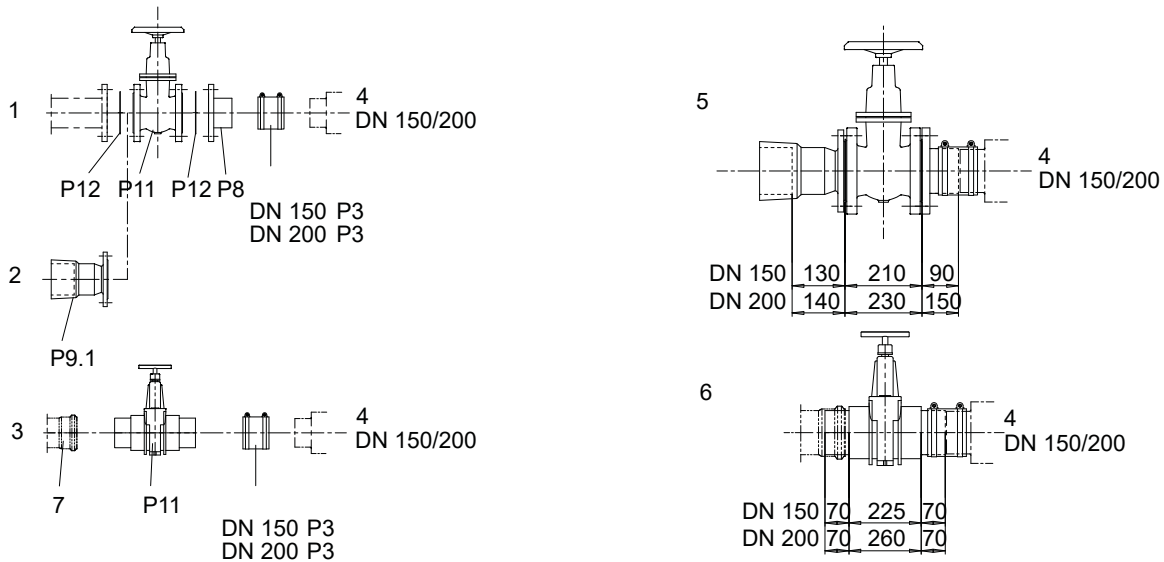 1
4
DN 150/200
P12 P11 P12 P8
DN 150 P3
DN 200 P3
2
P9.1
3
4
DN 150/200
7
P11
DN 150 P3
DN 200 P3
5
4
DN 150/200
DN 150 130 210 90
DN 200 140 230 150
6
4
DN 150/200
DN 150 70 225 70
DN 200 70 260 70